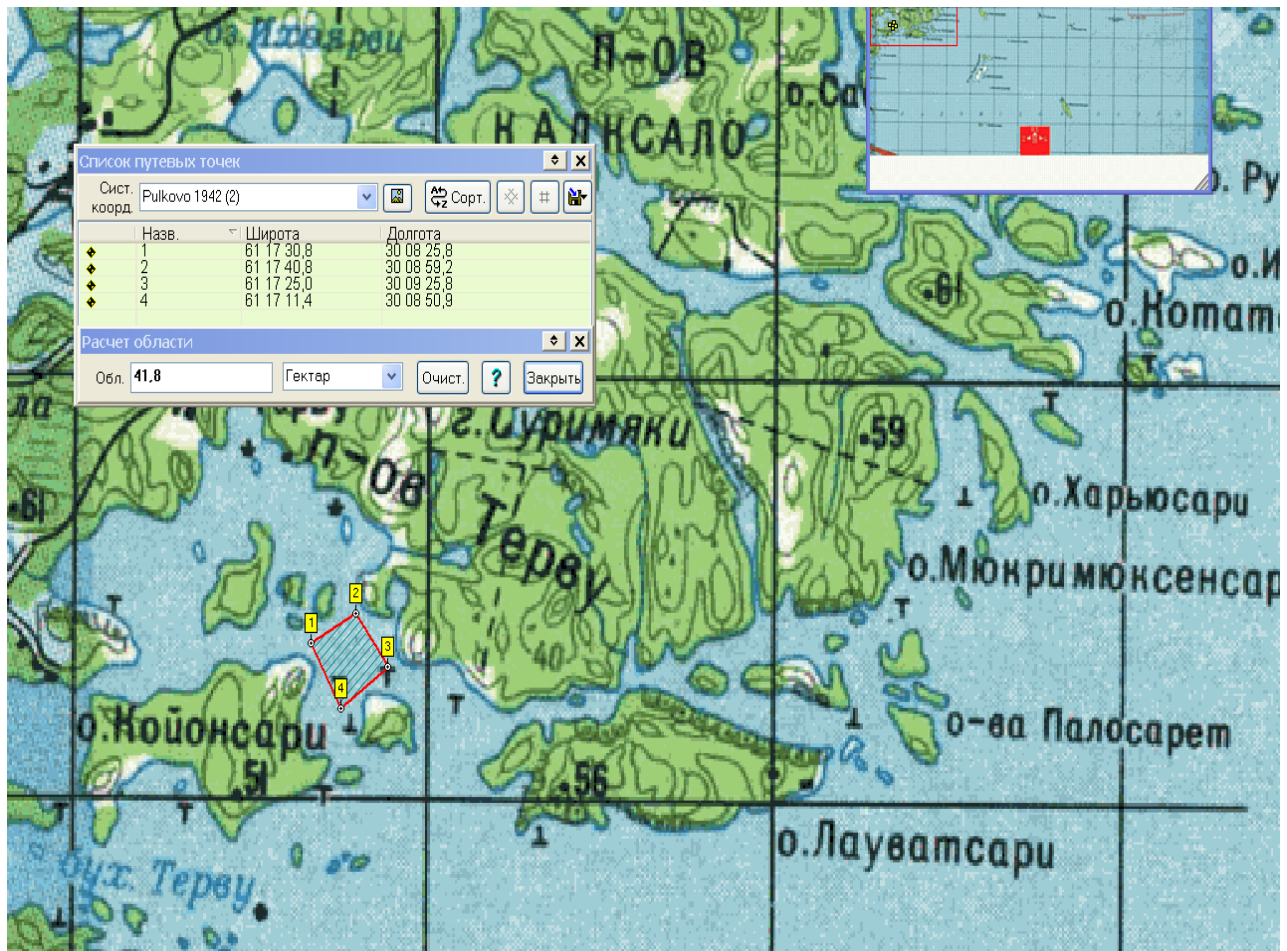 оз. Ихаярви
П-ОВ
КАЛКСАЛО
о.Са
. Ру
о.И
61
о.Котат
Список путевых точек
Сист. коорд. Pulkovo 1942 (2) Сорт.
Назв. Широта Долгота
1 61 17 30,8 30 08 25,8
2 61 17 40,8 30 08 59,2
3 61 17 25,0 30 09 25,8
4 61 17 11,4 30 08 50,9
Расчет области
Обл. 41,8 Гектар Очист. ? Закрыть
ла
г.Суримяки
59
П-ов
Терву
61
о.Харьюсари
о.Мюкримюксенсар
1
2
3
4
40
о.Койонсари
о-ва Палосарет
51
56
о.Лауватсари
бух. Терву